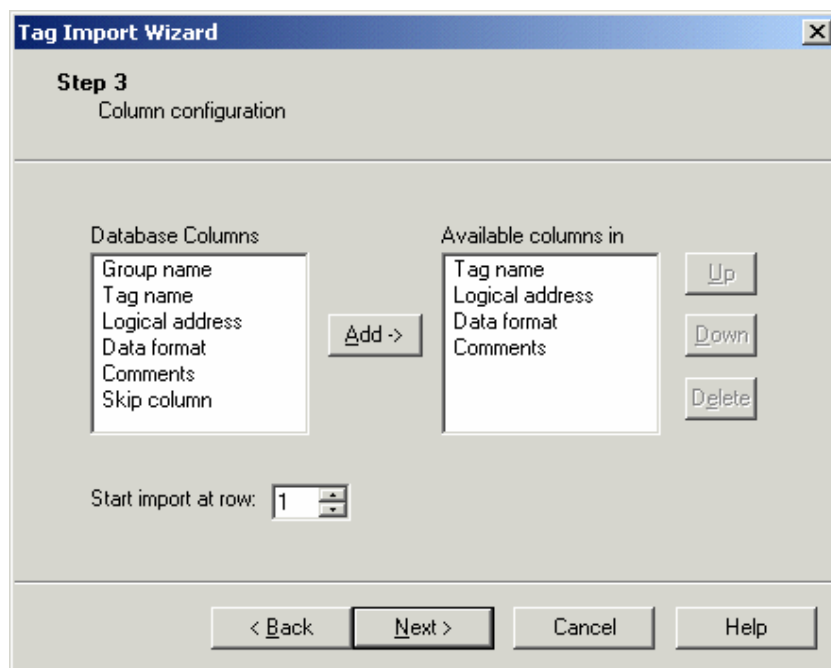 Tag Import Wizard
Step 3
Column configuration
Database Columns
Group name
Tag name
Logical address
Data format
Comments
Skip column
Add ->
Available columns in
Tag name
Logical address
Data format
Comments
Up
Down
Delete
Start import at row: 1
< Back
Next >
Cancel
Help